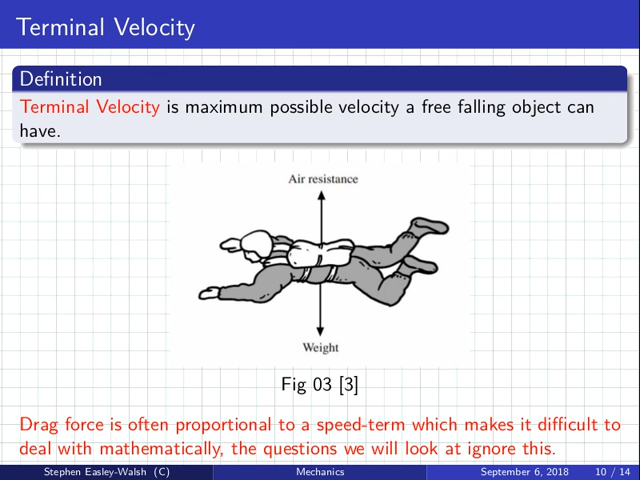 Terminal Velocity
Definition
Terminal Velocity is maximum possible velocity a free falling object can
have.
Air resistance
Weight
Fig 03 [3]
Drag force is often proportional to a speed-term which makes it difficult to
deal with mathematically, the questions we will look at ignore this.
Stephen Easley-Walsh (C) Mechanics September 6, 2018 10 / 14